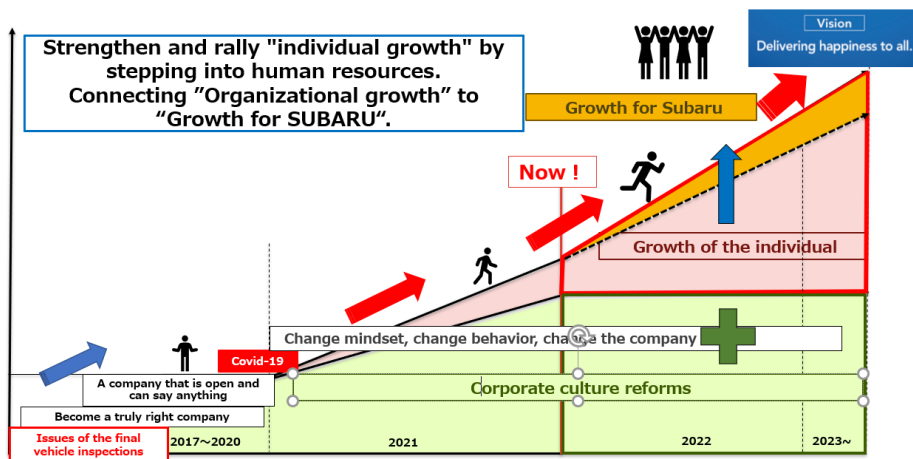 Strengthen and rally "individual growth" by
stepping into human resources.
Connecting ”Organizational growth” to
“Growth for SUBARU“.
Vision
Delivering happiness to all.
Growth for Subaru
Now !
Growth of the individual
Change mindset, change behavior, change the company
Covid-19
A company that is open and
can say anything
Corporate culture reforms
Become a truly right company
Issues of the final
vehicle inspections
2017～2020
2021
2022
2023~